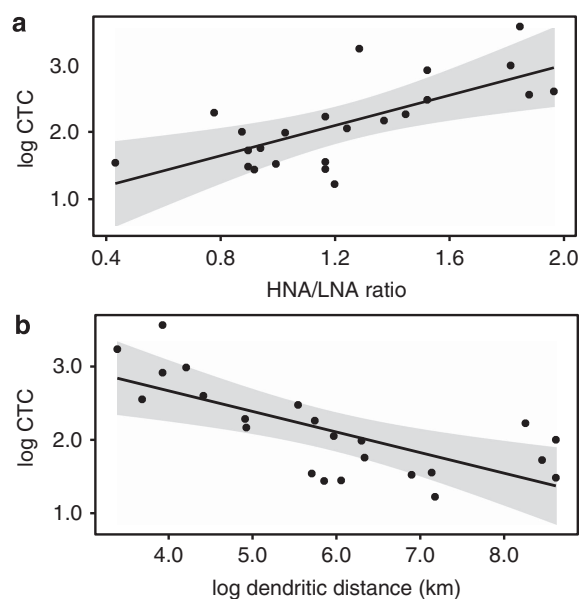 a
3.0
2.0
1.0
log CTC
0.4 0.8 1.2 1.6 2.0
HNA/LNA ratio
b
3.0
2.0
1.0
log CTC
4.0 5.0 6.0 7.0 8.0
log dendritic distance (km)